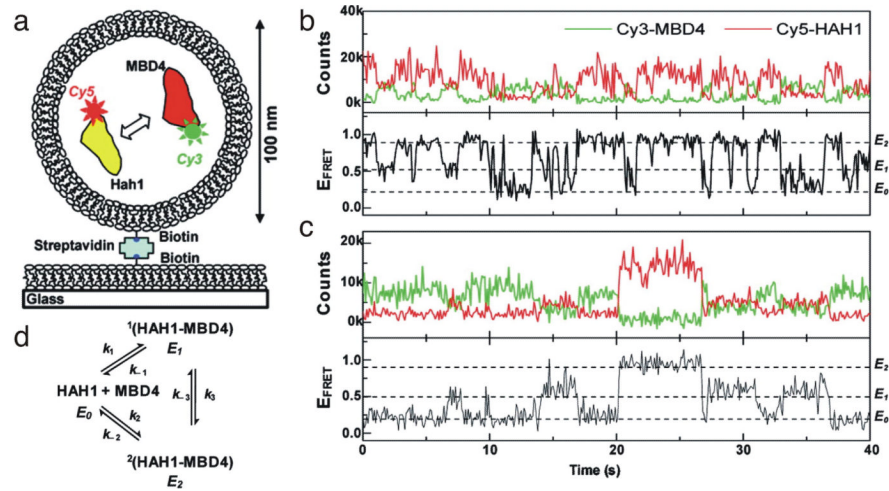 a
MBD4
Cy5
Cy3
Hah1
100 nm
Streptavidin
Biotin
Biotin
Glass
b
40k
20k
0k
Counts
Cy3-MBD4
Cy5-HAH1
1.0
0.5
0.0
E_FRET
E₂
E₁
E₀
c
20k
10k
0k
Counts
1.0
0.5
0.0
E_FRET
E₂
E₁
E₀
0 10 20 30 40
Time (s)
d
¹(HAH1-MBD4)
E₁
k₁
k₋₁
HAH1 + MBD4
E₀
k₂
k₋₂
k₋₃
k₃
²(HAH1-MBD4)
E₂